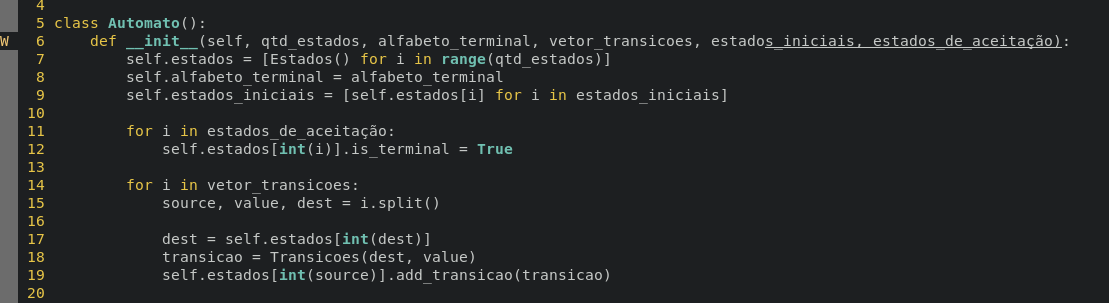 4
5 class Automato():
W 6     def __init__(self, qtd_estados, alfabeto_terminal, vetor_transicoes, estados_iniciais, estados_de_aceitação):
7         self.estados = [Estados() for i in range(qtd_estados)]
8         self.alfabeto_terminal = alfabeto_terminal
9         self.estados_iniciais = [self.estados[i] for i in estados_iniciais]
10
11         for i in estados_de_aceitação:
12             self.estados[int(i)].is_terminal = True
13
14         for i in vetor_transicoes:
15             source, value, dest = i.split()
16
17             dest = self.estados[int(dest)]
18             transicao = Transicoes(dest, value)
19             self.estados[int(source)].add_transicao(transicao)
20